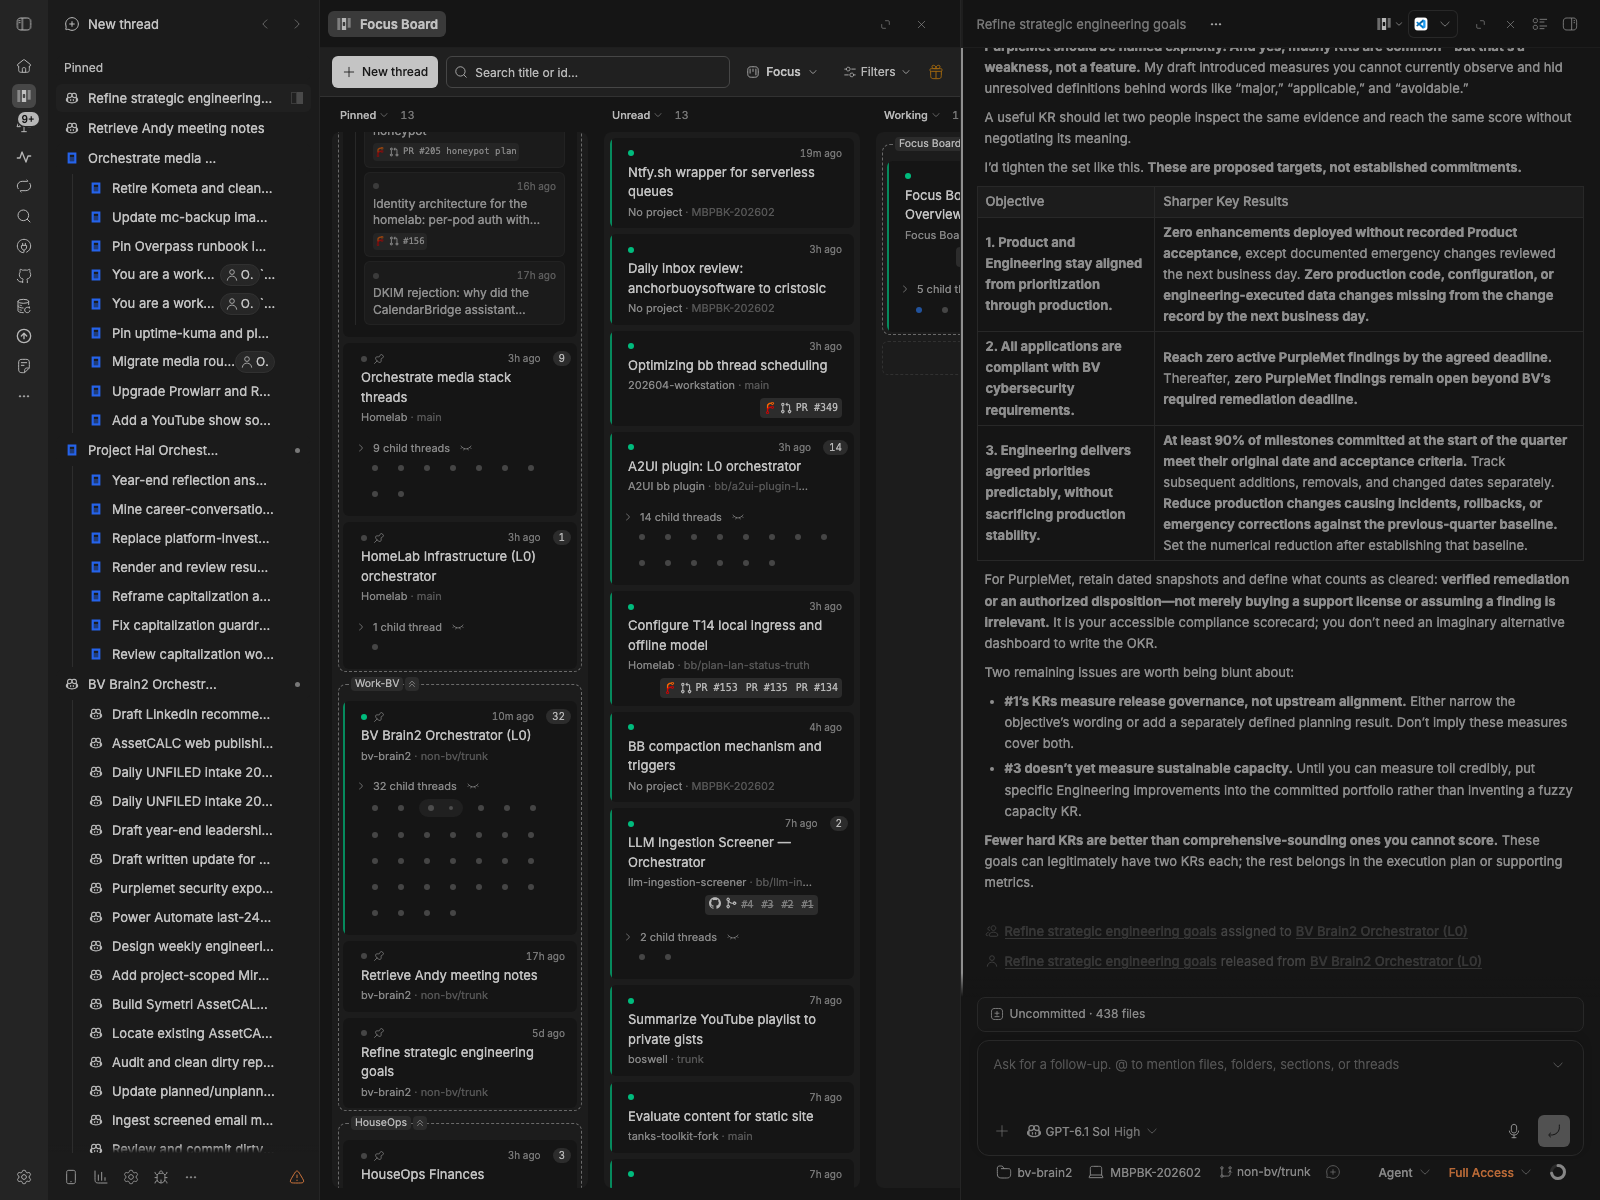 New thread
Pinned
Refine strategic engineering...
Retrieve Andy meeting notes
Orchestrate media ...
Retire Kometa and clean...
Update mc-backup ima...
Pin Overpass runbook i...
You are a work... O. `...
You are a work... O. `...
Pin uptime-kuma and pl...
Migrate media rou... O.
Upgrade Prowlarr and R...
Add a YouTube show so...
Project Hal Orchest...
Year-end reflection ans...
Mine career-conversatio...
Replace platform-invest...
Render and review resu...
Reframe capitalization a...
Fix capitalization guardr...
Review capitalization wo...
BV Brain2 Orchestr...
Draft LinkedIn recomme...
AssetCALC web publishi...
Daily UNFILED intake 20...
Daily UNFILED intake 20...
Draft year-end leadershi...
Draft written update for ...
Purplemet security expo...
Power Automate last-24...
Design weekly engineeri...
Add project-scoped Mir...
Build Symetri AssetCAL...
Locate existing AssetCA...
Audit and clean dirty rep...
Update planned/unplann...
Ingest screened email m...
Review and commit dirty
9+
Focus Board
New thread
Search title or id...
Focus
Filters
Pinned 13
honeypot
PR #205 honeypot plan
16h ago
Identity architecture for the
homelab: per-pod auth with...
#156
17h ago
DKIM rejection: why did the
CalendarBridge assistant...
3h ago 9
Orchestrate media stack
threads
Homelab · main
9 child threads
3h ago 1
HomeLab Infrastructure (L0)
orchestrator
Homelab · main
1 child thread
Work-BV
10m ago 32
BV Brain2 Orchestrator (L0)
bv-brain2 · non-bv/trunk
32 child threads
17h ago
Retrieve Andy meeting notes
bv-brain2 · non-bv/trunk
5d ago
Refine strategic engineering
goals
bv-brain2 · non-bv/trunk
HouseOps
3h ago 3
HouseOps Finances
Unread 13
19m ago
Ntfy.sh wrapper for serverless
queues
No project · MBPBK-202602
3h ago
Daily inbox review:
anchorbuoysoftware to cristosic
No project · MBPBK-202602
3h ago
Optimizing bb thread scheduling
202604-workstation · main
PR #349
3h ago 14
A2UI plugin: L0 orchestrator
A2UI bb plugin · bb/a2ui-plugin-l...
14 child threads
3h ago
Configure T14 local ingress and
offline model
Homelab · bb/plan-lan-status-truth
PR #153 PR #135 PR #134
4h ago
BB compaction mechanism and
triggers
No project · MBPBK-202602
7h ago 2
LLM Ingestion Screener —
Orchestrator
llm-ingestion-screener · bb/llm-in...
#4 #3 #2 #1
2 child threads
7h ago
Summarize YouTube playlist to
private gists
boswell · trunk
7h ago
Evaluate content for static site
tanks-toolkit-fork · main
7h ago
Working 1
Focus Board
Focus Bo
Overview
Focus Boa
5 child t
Refine strategic engineering goals
PurpleMet should be named explicitly. And yes, mushy KRs are common—but that's a
weakness, not a feature. My draft introduced measures you cannot currently observe and hid
unresolved definitions behind words like “major,” “applicable,” and “avoidable.”
A useful KR should let two people inspect the same evidence and reach the same score without
negotiating its meaning.
I’d tighten the set like this. These are proposed targets, not established commitments.
Objective
Sharper Key Results
1. Product and
Engineering stay aligned
from prioritization
through production.
Zero enhancements deployed without recorded Product
acceptance, except documented emergency changes reviewed
the next business day. Zero production code, configuration, or
engineering-executed data changes missing from the change
record by the next business day.
2. All applications are
compliant with BV
cybersecurity
requirements.
Reach zero active PurpleMet findings by the agreed deadline.
Thereafter, zero PurpleMet findings remain open beyond BV’s
required remediation deadline.
3. Engineering delivers
agreed priorities
predictably, without
sacrificing production
stability.
At least 90% of milestones committed at the start of the quarter
meet their original date and acceptance criteria. Track
subsequent additions, removals, and changed dates separately.
Reduce production changes causing incidents, rollbacks, or
emergency corrections against the previous-quarter baseline.
Set the numerical reduction after establishing that baseline.
For PurpleMet, retain dated snapshots and define what counts as cleared: verified remediation
or an authorized disposition—not merely buying a support license or assuming a finding is
irrelevant. It is your accessible compliance scorecard; you don’t need an imaginary alternative
dashboard to write the OKR.
Two remaining issues are worth being blunt about:
• #1’s KRs measure release governance, not upstream alignment. Either narrow the
objective’s wording or add a separately defined planning result. Don’t imply these measures
cover both.
• #3 doesn’t yet measure sustainable capacity. Until you can measure toil credibly, put
specific Engineering improvements into the committed portfolio rather than inventing a fuzzy
capacity KR.
Fewer hard KRs are better than comprehensive-sounding ones you cannot score. These
goals can legitimately have two KRs each; the rest belongs in the execution plan or supporting
metrics.
Refine strategic engineering goals assigned to BV Brain2 Orchestrator (L0)
Refine strategic engineering goals released from BV Brain2 Orchestrator (L0)
Uncommitted · 438 files
Ask for a follow-up. @ to mention files, folders, sections, or threads
GPT-6.1 Sol High
bv-brain2 MBPBK-202602 non-bv/trunk Agent Full Access